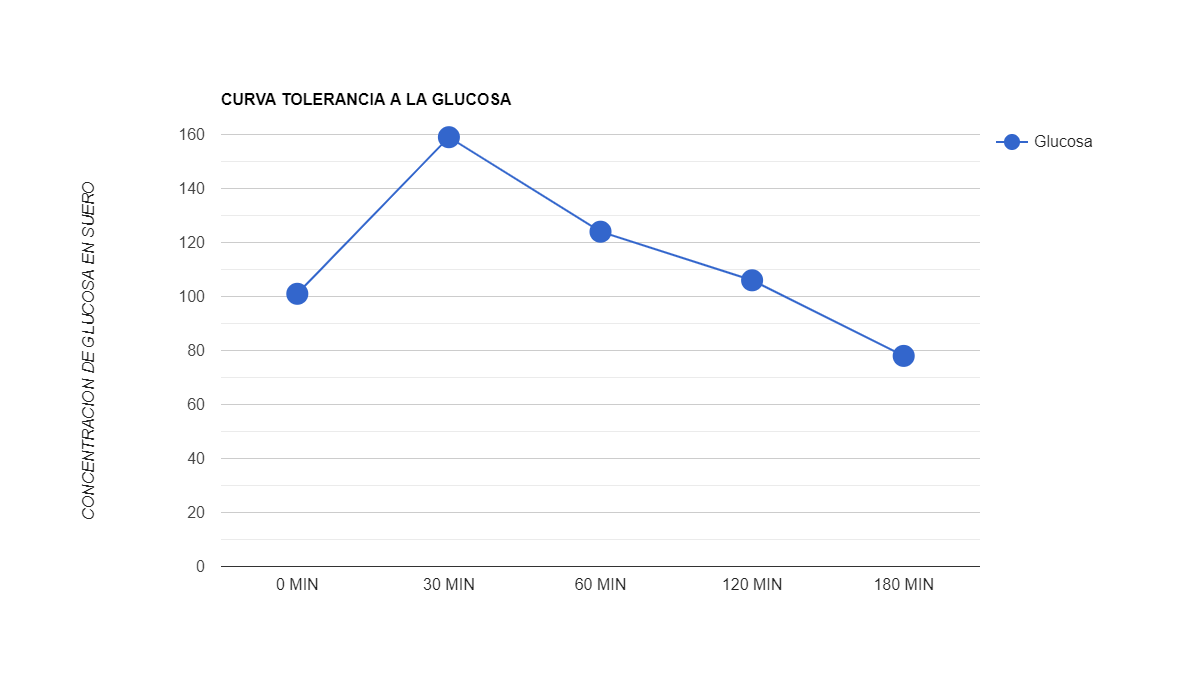 CURVA TOLERANCIA A LA GLUCOSA
Glucosa
CONCENTRACION DE GLUCOSA EN SUERO
160
140
120
100
80
60
40
20
0
0 MIN
30 MIN
60 MIN
120 MIN
180 MIN